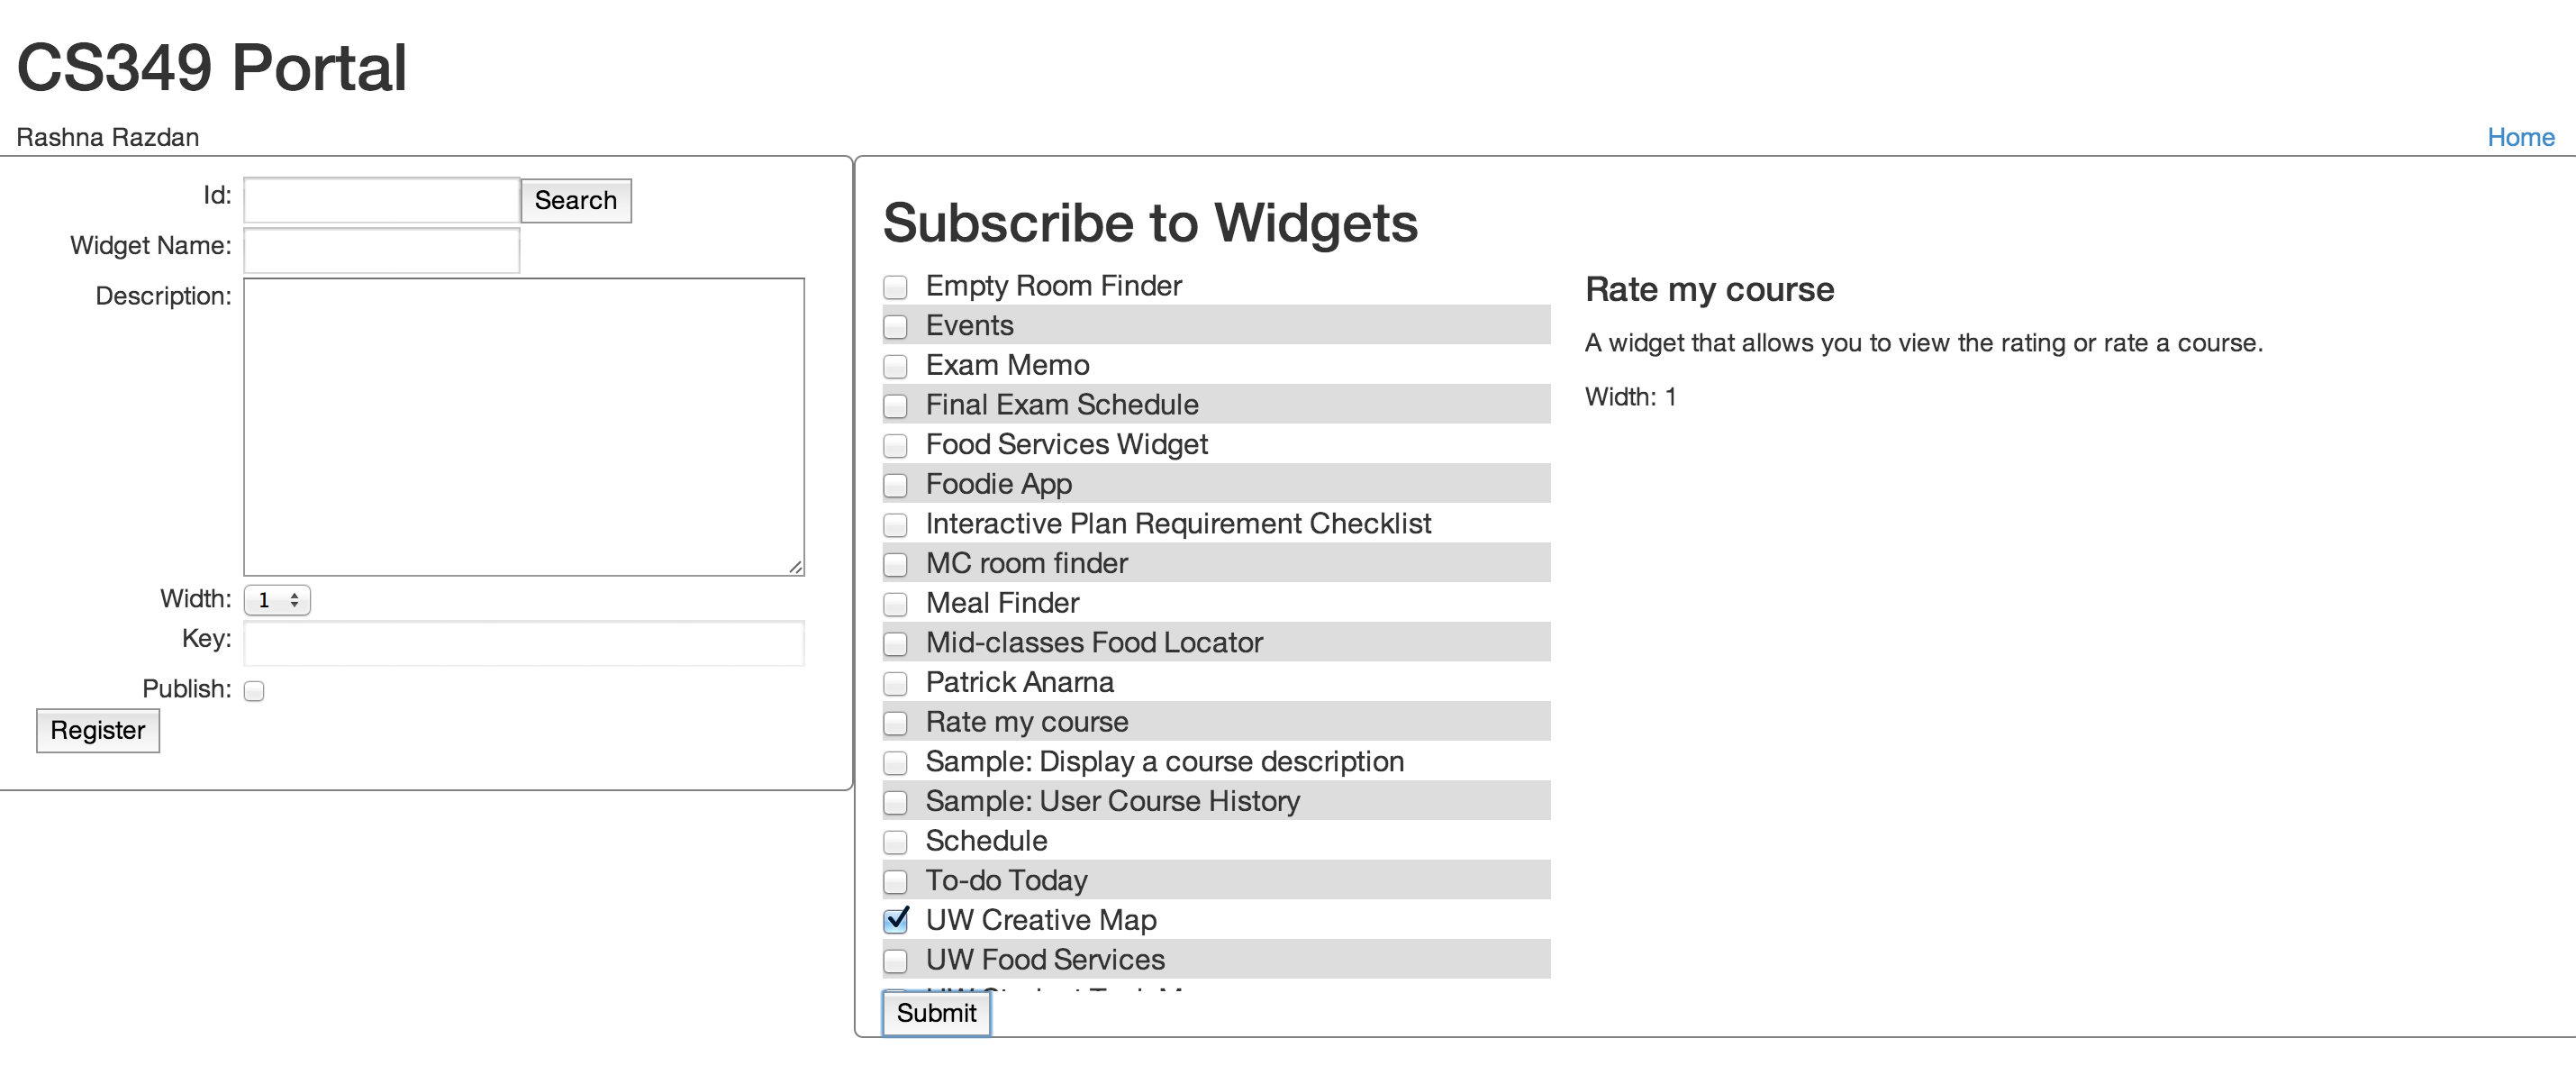 CS349 Portal
Rashna Razdan
Home
Id:
Search
Widget Name:
Description:
Width: 1
Key:
Publish:
Register
Subscribe to Widgets
Empty Room Finder
Events
Exam Memo
Final Exam Schedule
Food Services Widget
Foodie App
Interactive Plan Requirement Checklist
MC room finder
Meal Finder
Mid-classes Food Locator
Patrick Anarna
Rate my course
Sample: Display a course description
Sample: User Course History
Schedule
To-do Today
UW Creative Map
UW Food Services
Submit
Rate my course
A widget that allows you to view the rating or rate a course.
Width: 1